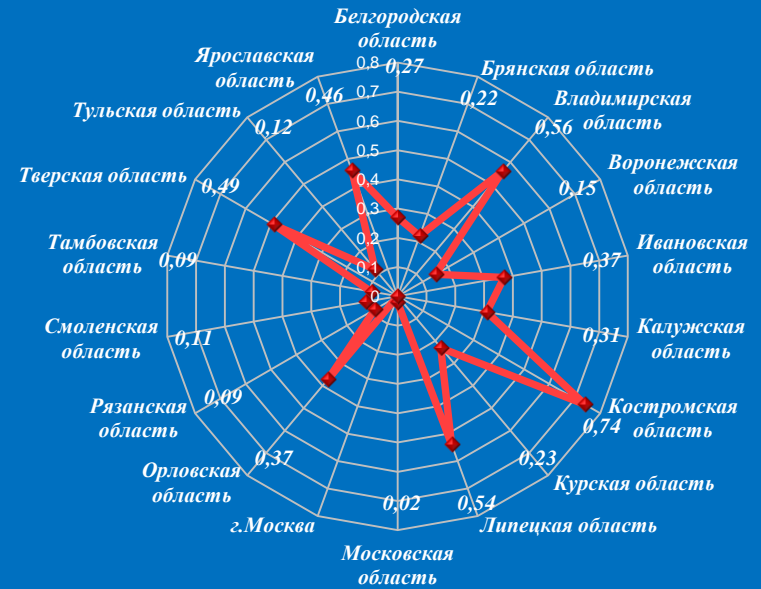 Белгородская
область
0,27
Брянская область
0,22
Владимирская
область
0,56
Воронежская
область
0,15
Ивановская
область
0,37
Калужская
область
0,31
Костромская
область
0,74
Курская область
0,23
Липецкая область
0,54
Московская
область
0,02
г.Москва
Орловская
область
0,37
Рязанская
область
0,09
Смоленская
область
0,11
Тамбовская
область
0,09
Тверская область
0,49
Тульская область
0,12
Ярославская
область
0,46
0,8
0,7
0,6
0,5
0,4
0,3
0,2
0,1
0